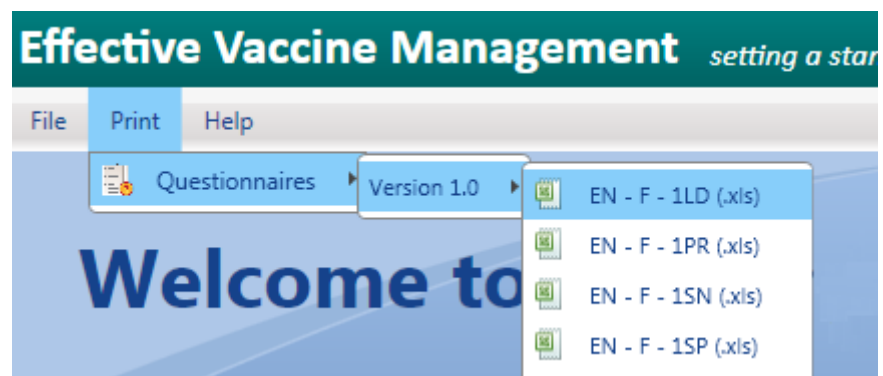 Effective Vaccine Management setting a star
File Print Help
Questionnaires
Version 1.0
EN - F - 1LD (.xls)
EN - F - 1PR (.xls)
EN - F - 1SN (.xls)
EN - F - 1SP (.xls)
Welcome to